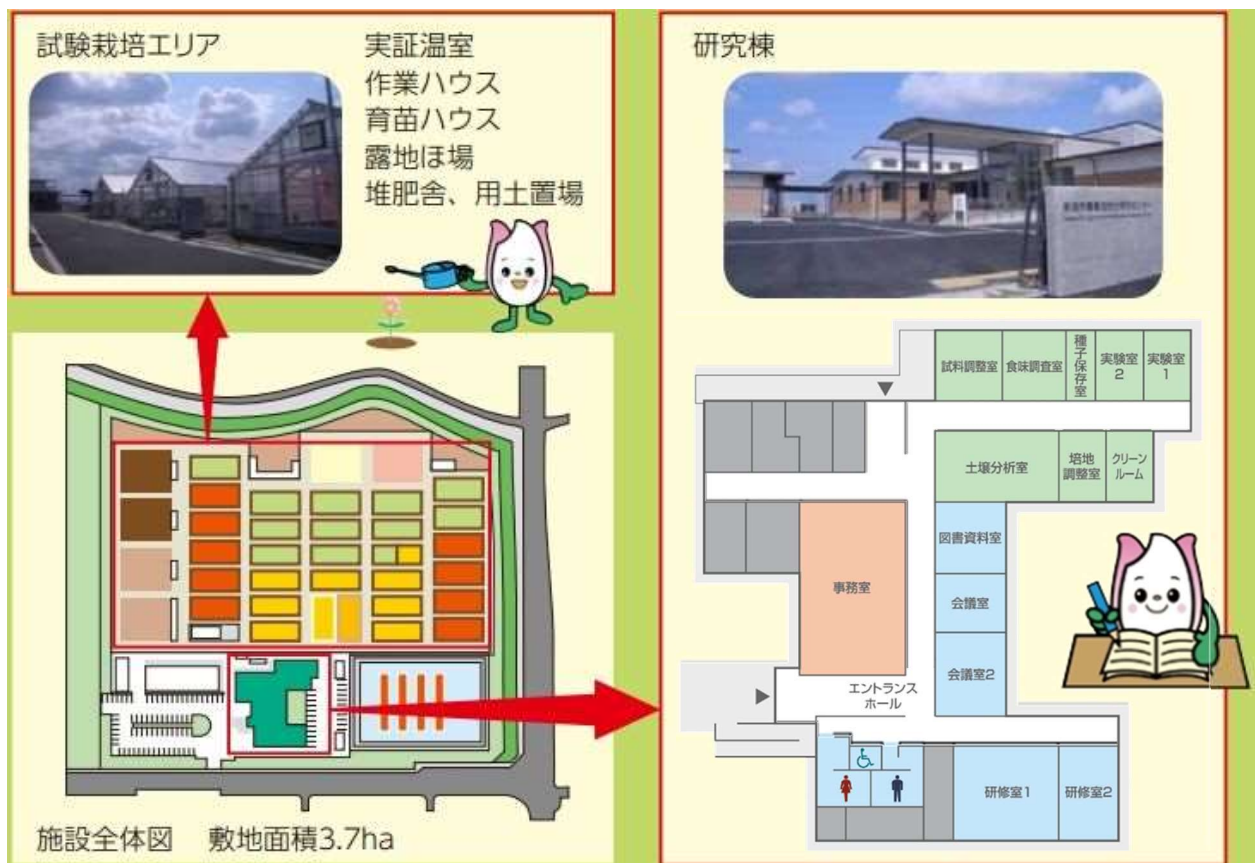 試験栽培エリア
実証温室
作業ハウス
育苗ハウス
露地ほ場
堆肥舎、用土置場
施設全体図　敷地面積3.7ha
研究棟
試料調整室
食味調査室
種子保存室
実験室
2
実験室
1
土壌分析室
培地
調整室
クリーン
ルーム
図書資料室
事務室
会議室
会議室2
エントランス
ホール
研修室1
研修室2